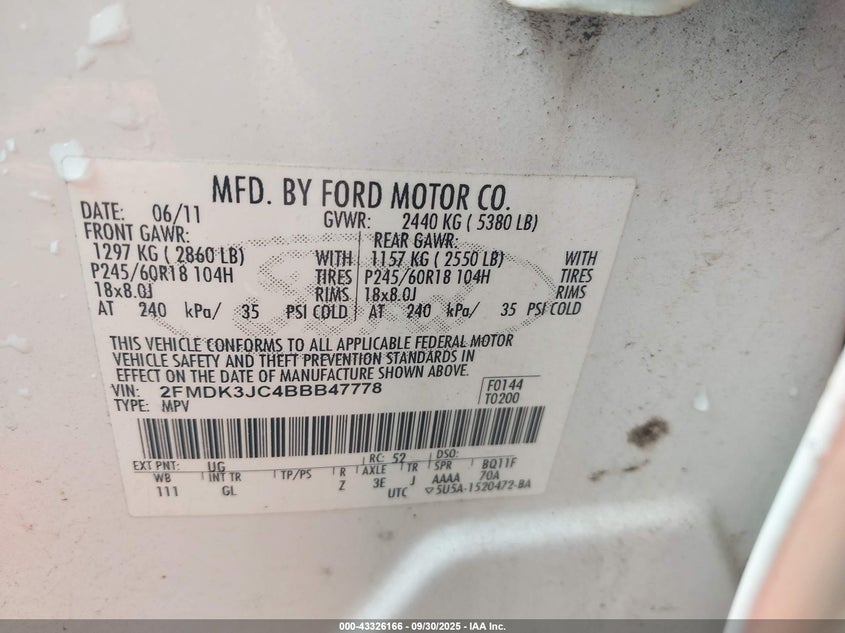 MFD. BY FORD MOTOR CO.
DATE: 06/11 GVWR: 2440 KG ( 5380 LB)
FRONT GAWR: REAR GAWR:
1297 KG ( 2860 LB) WITH 1157 KG ( 2550 LB) WITH
P245/60R18 104H TIRES P245/60R18 104H TIRES
18x8.0J RIMS 18x8.0J RIMS
AT 240 kPa/ 35 PSI COLD AT 240 kPa/ 35 PSI COLD
THIS VEHICLE CONFORMS TO ALL APPLICABLE FEDERAL MOTOR
VEHICLE SAFETY AND THEFT PREVENTION STANDARDS IN
EFFECT ON THE DATE OF MANUFACTURE SHOWN ABOVE.
VIN: 2FMDK3JC4BBB47778 F0144
TYPE: MPV T0200
EXT PNT: UG RC: 52 DSO:
WB INT TR TP/PS R AXLE TR SPR BQ11F
111 GL Z 3E J AAAA 70A
UTC ▽5U5A-1520472-BA
000-43326166 - 09/30/2025 - IAA Inc.